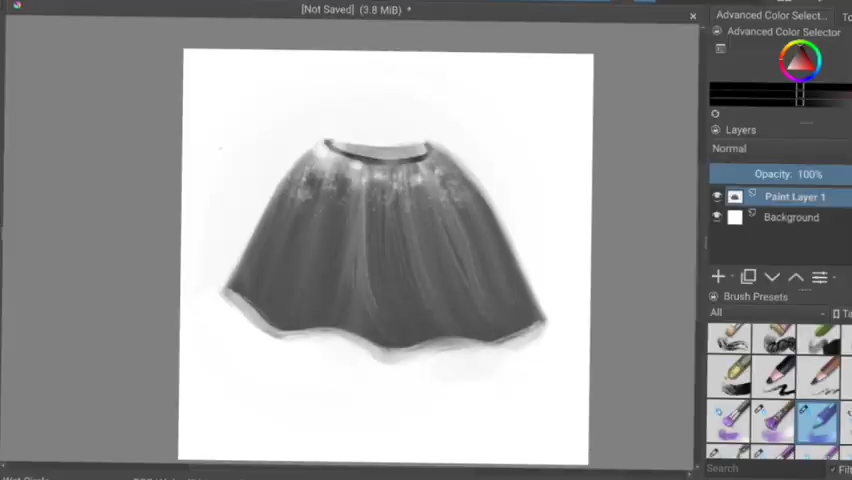 [Not Saved] (3.8 MiB) *
Advanced Color Select...
Advanced Color Selector
Layers
Normal
Opacity: 100%
Paint Layer 1
Background
Brush Presets
All
Search